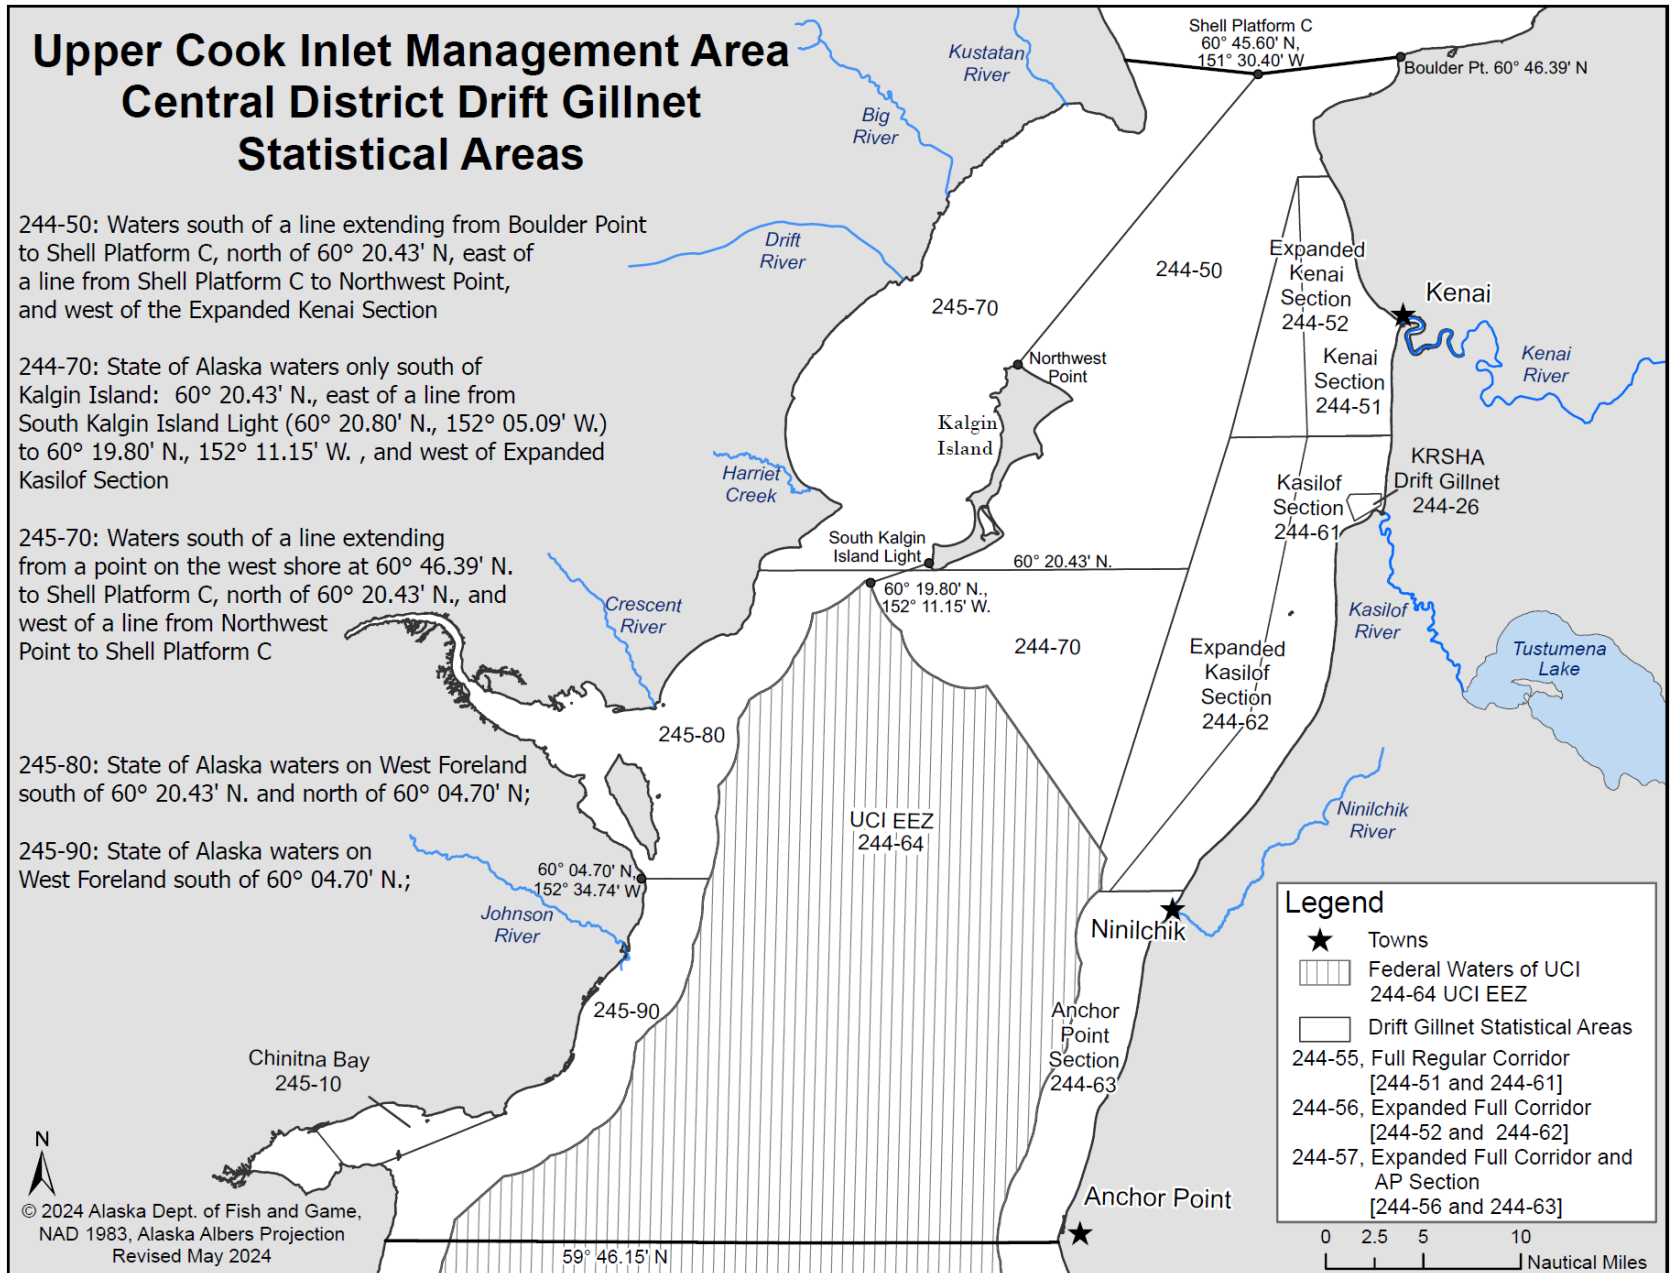 Upper Cook Inlet Management Area
Central District Drift Gillnet
Statistical Areas
244-50: Waters south of a line extending from Boulder Point
to Shell Platform C, north of 60° 20.43' N, east of
a line from Shell Platform C to Northwest Point,
and west of the Expanded Kenai Section
244-70: State of Alaska waters only south of
Kalgin Island:  60° 20.43' N., east of a line from
South Kalgin Island Light (60° 20.80' N., 152° 05.09' W.)
to 60° 19.80' N., 152° 11.15' W. , and west of Expanded
Kasilof Section
245-70: Waters south of a line extending
from a point on the west shore at 60° 46.39' N.
to Shell Platform C, north of 60° 20.43' N., and
west of a line from Northwest
Point to Shell Platform C
245-80: State of Alaska waters on West Foreland
south of 60° 20.43' N. and north of 60° 04.70' N;
245-90: State of Alaska waters on
West Foreland south of 60° 04.70' N.;
Kustatan
River
Big
River
Drift
River
Shell Platform C
60° 45.60' N,
151° 30.40' W
Boulder Pt. 60° 46.39' N
244-50
245-70
Expanded
Kenai
Section
244-52
Kenai
Kenai
Section
244-51
Kenai
River
Northwest
Point
Kalgin
Island
Harriet
Creek
KRSHA
Drift Gillnet
244-26
Kasilof
Section
244-61
South Kalgin
Island Light
60° 20.43' N.
60° 19.80' N.,
152° 11.15' W.
Crescent
River
Kasilof
River
Tustumena
Lake
244-70
Expanded
Kasilof
Section
244-62
245-80
UCI EEZ
244-64
Ninilchik
River
60° 04.70' N,
152° 34.74' W
Johnson
River
Ninilchik
245-90
Anchor
Point
Section
244-63
Chinitna Bay
245-10
Anchor Point
59° 46.15' N
Legend
Towns
Federal Waters of UCI
244-64 UCI EEZ
Drift Gillnet Statistical Areas
244-55, Full Regular Corridor
[244-51 and 244-61]
244-56, Expanded Full Corridor
[244-52 and  244-62]
244-57, Expanded Full Corridor and
AP Section
[244-56 and 244-63]
0 2.5 5 10
Nautical Miles
N
© 2024 Alaska Dept. of Fish and Game,
NAD 1983, Alaska Albers Projection
Revised May 2024